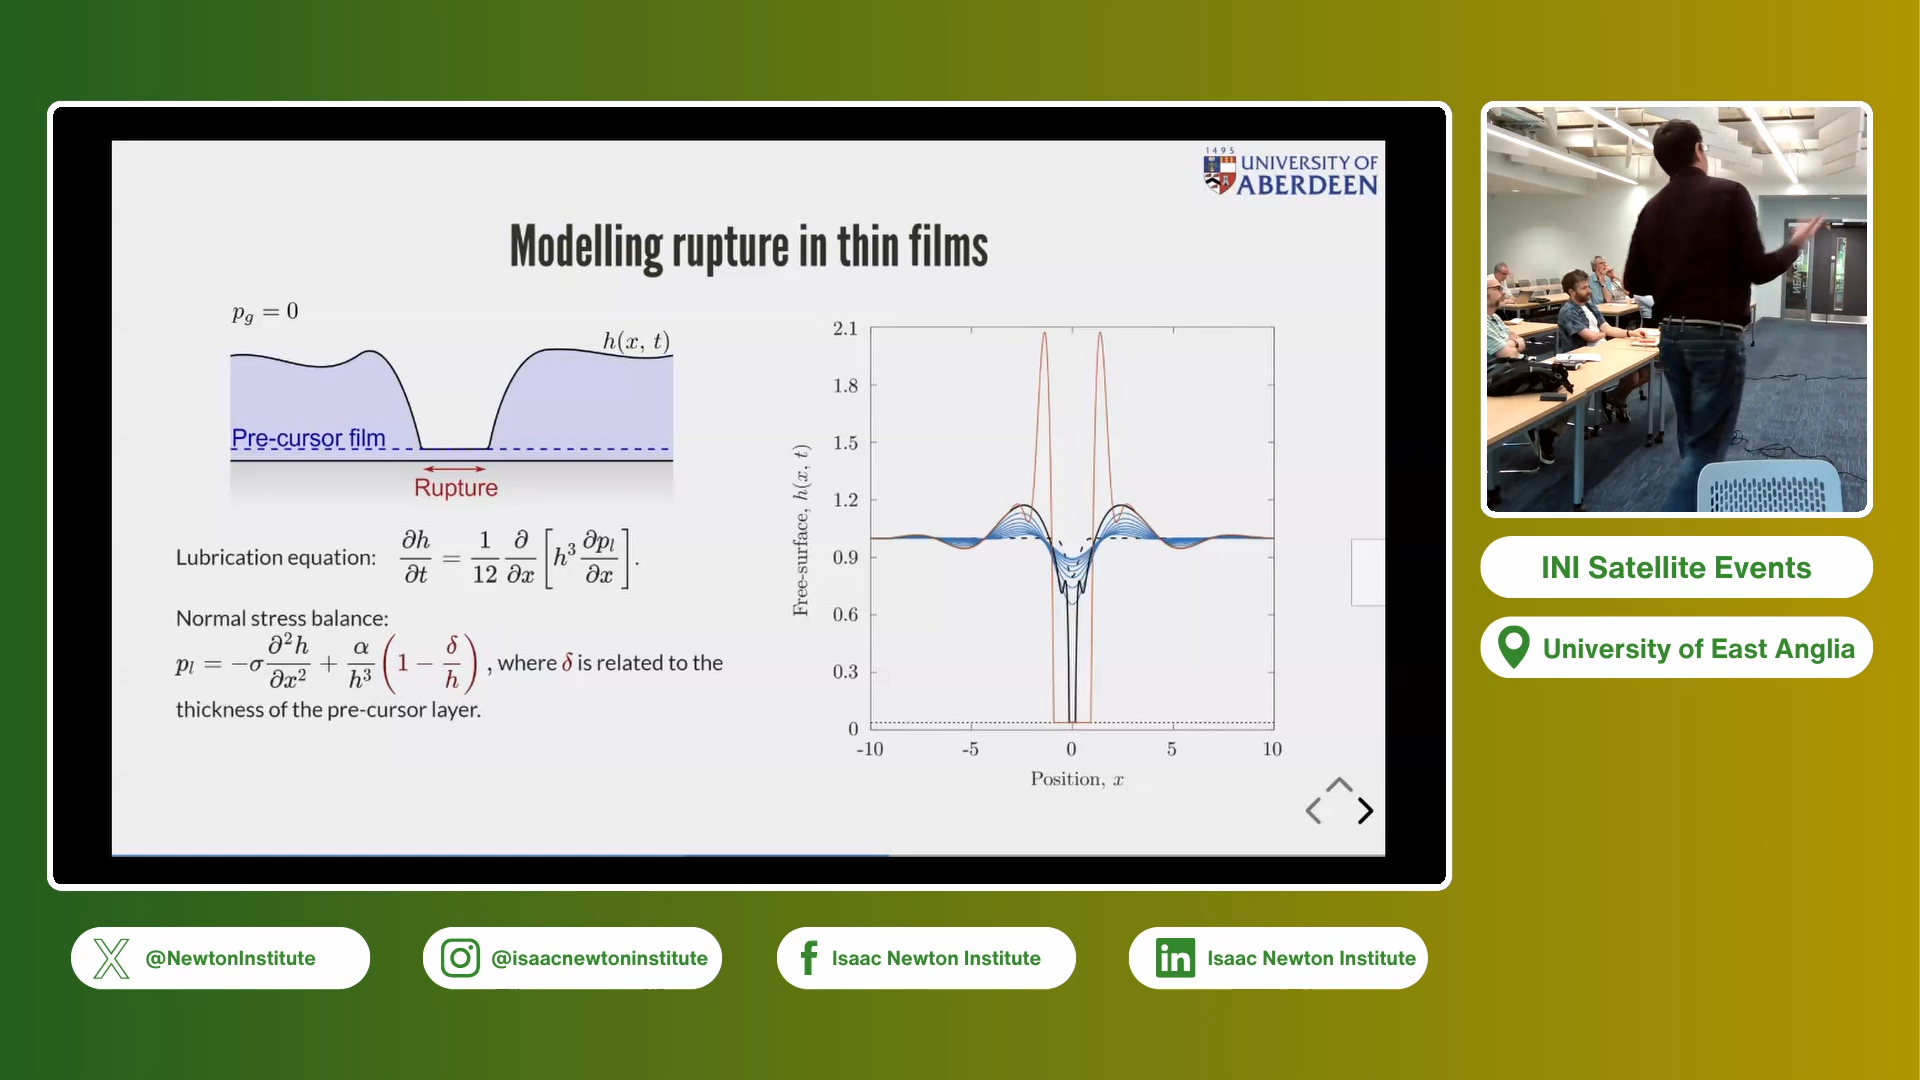 1495
UNIVERSITY OF
ABERDEEN
Modelling rupture in thin films
p_g = 0
h(x, t)
Pre-cursor film
Rupture
Lubrication equation: ∂h/∂t = 1/12 ∂/∂x [h³ ∂p_l/∂x].
Normal stress balance:
p_l = −σ ∂²h/∂x² + α/h³ (1 − δ/h), where δ is related to the
thickness of the pre-cursor layer.
2.1
1.8
1.5
1.2
0.9
0.6
0.3
0
Free-surface, h(x, t)
-10 -5 0 5 10
Position, x
INI Satellite Events
University of East Anglia
@NewtonInstitute
@isaacnewtoninstitute
Isaac Newton Institute
Isaac Newton Institute